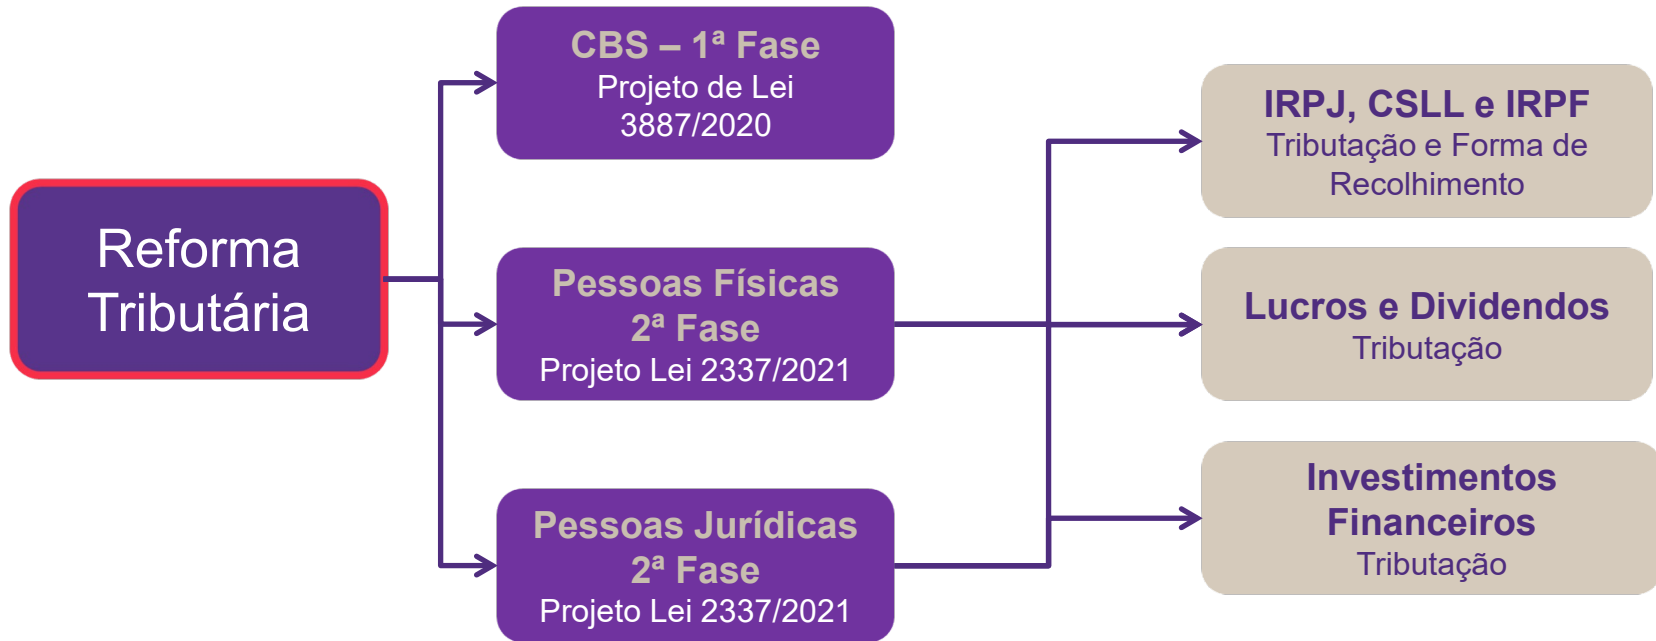 Reforma
Tributária
CBS – 1ª Fase
Projeto de Lei
3887/2020
Pessoas Físicas
2ª Fase
Projeto Lei 2337/2021
Pessoas Jurídicas
2ª Fase
Projeto Lei 2337/2021
IRPJ, CSLL e IRPF
Tributação e Forma de
Recolhimento
Lucros e Dividendos
Tributação
Investimentos
Financeiros
Tributação